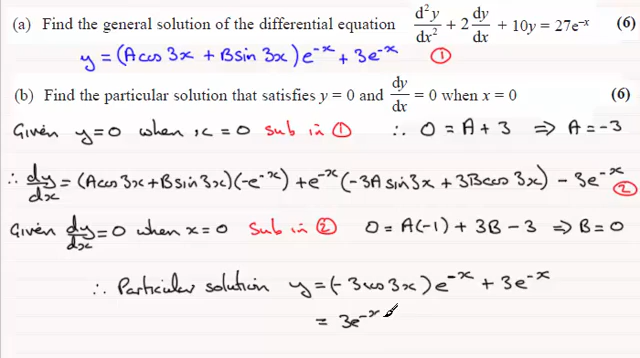 (a) Find the general solution of the differential equation d²y/dx² + 2 dy/dx + 10y = 27e⁻ˣ (6)
y = (A cos 3x + B sin 3x) e⁻ˣ + 3e⁻ˣ ①
(b) Find the particular solution that satisfies y = 0 and dy/dx = 0 when x = 0 (6)
Given y=0 when x=0 sub in ① ∴ 0 = A + 3 ⇒ A = -3
∴ dy/dx = (A cos 3x + B sin 3x)(-e⁻ˣ) + e⁻ˣ(-3A sin 3x + 3B cos 3x) - 3e⁻ˣ ②
Given dy/dx = 0 when x = 0 Sub in ② 0 = A(-1) + 3B - 3 ⇒ B = 0
∴ Particular solution y = (-3 cos 3x) e⁻ˣ + 3e⁻ˣ
= 3e⁻ˣ